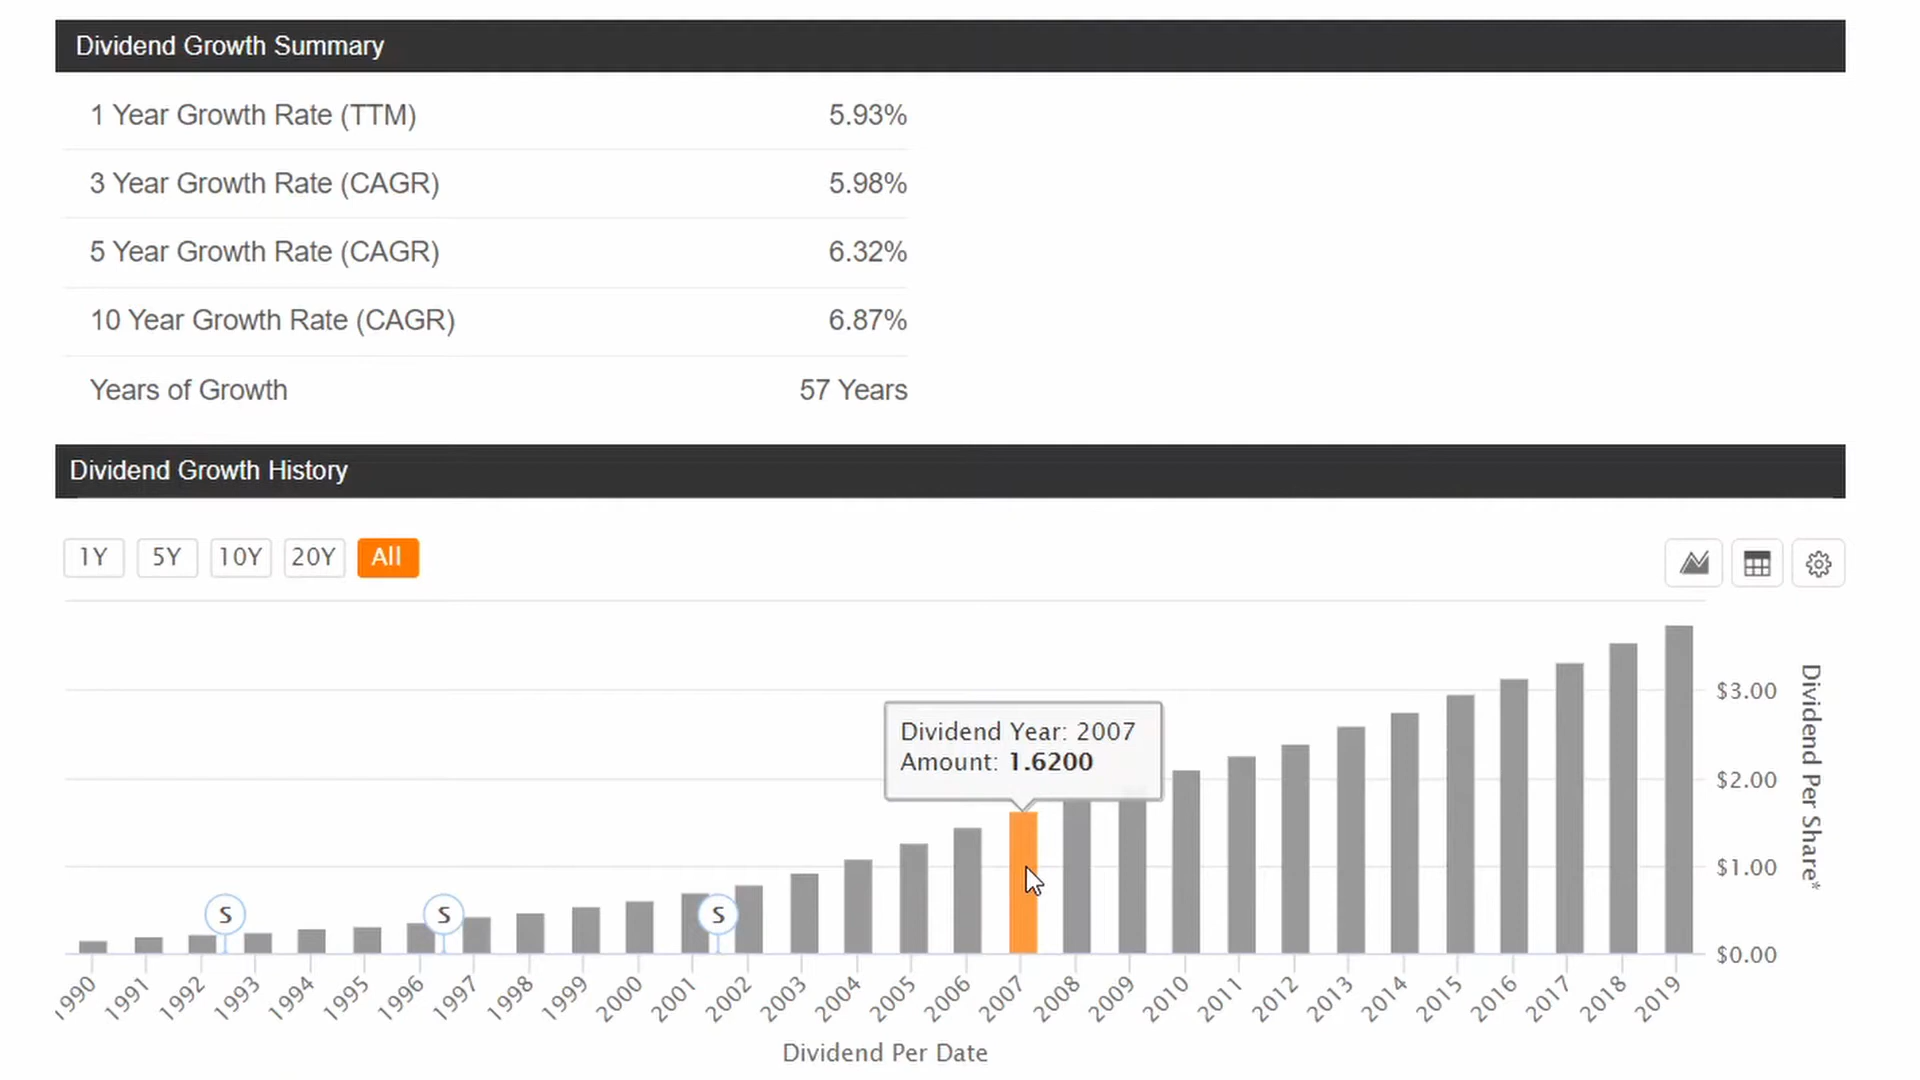 Dividend Growth Summary
1 Year Growth Rate (TTM) 5.93%
3 Year Growth Rate (CAGR) 5.98%
5 Year Growth Rate (CAGR) 6.32%
10 Year Growth Rate (CAGR) 6.87%
Years of Growth 57 Years
Dividend Growth History
1Y 5Y 10Y 20Y All
Dividend Year: 2007
Amount: 1.6200
S S S
$3.00
$2.00
$1.00
$0.00
Dividend Per Share*
1990 1991 1992 1993 1994 1995 1996 1997 1998 1999 2000 2001 2002 2003 2004 2005 2006 2007 2008 2009 2010 2011 2012 2013 2014 2015 2016 2017 2018 2019
Dividend Per Date